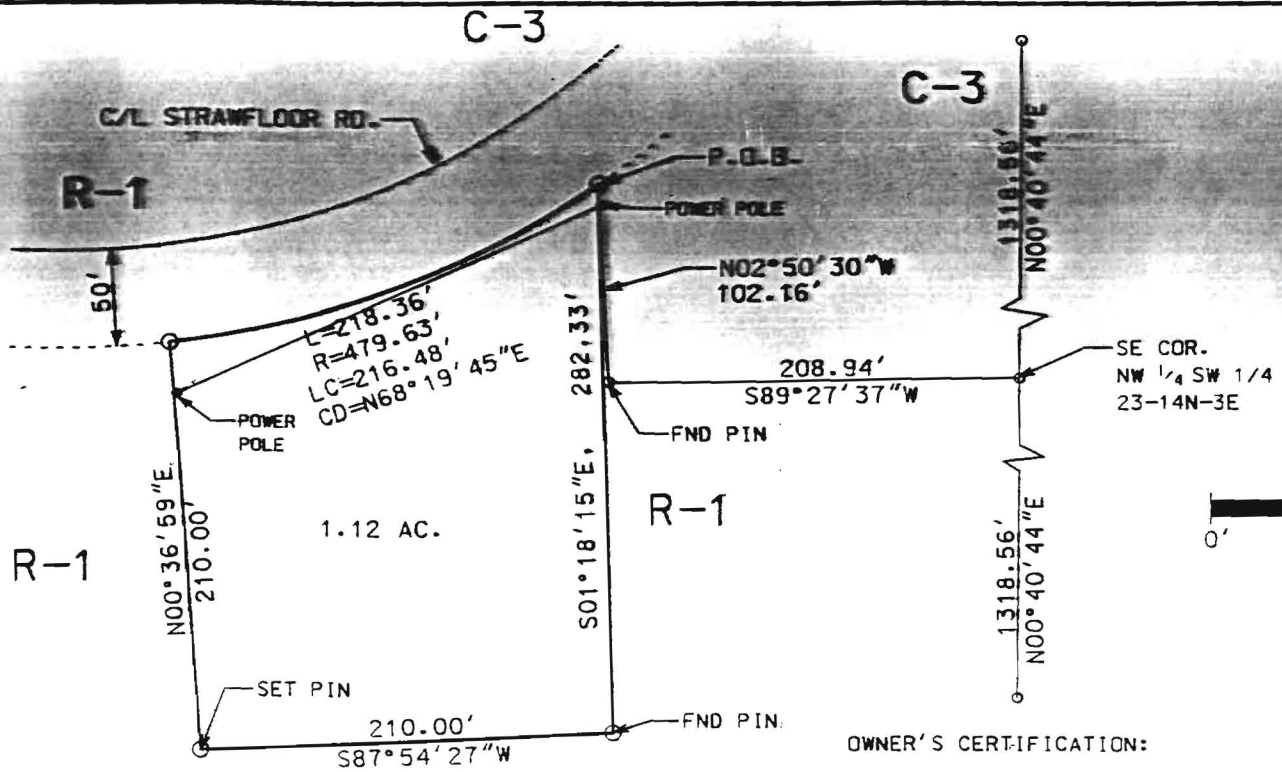 C-3
C/L STRAWFLOOR RD.
R-1
50'
P.O.B.
POWER POLE
N02°50'30"W
102.16'
C-3
1318.56'
N00°40'44"E
L=218.36'
R=479.63'
LC=216.48'
CD=N68°19'45"E
282.33'
S01°18'15"E,
208.94'
S89°27'37"W
SE COR.
NW 1/4 SW 1/4
23-14N-3E
POWER
POLE
FND PIN
N00°36'59"E
210.00'
1.12 AC.
R-1
R-1
0'
1318.56'
N00°40'44"E
SET PIN
210.00'
S87°54'27"W
FND PIN
OWNER'S CERTIFICATION: